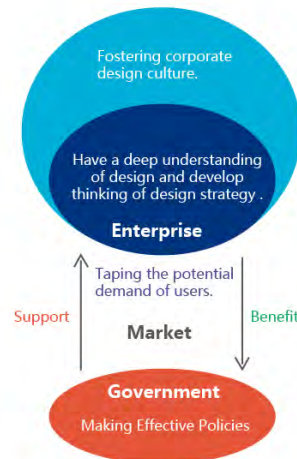 Fostering corporate
design culture.
Have a deep understanding
of design and develop
thinking of design strategy .
Enterprise
Taping the potential
demand of users.
Support
Benefit
Market
Government
Making Effective Policies